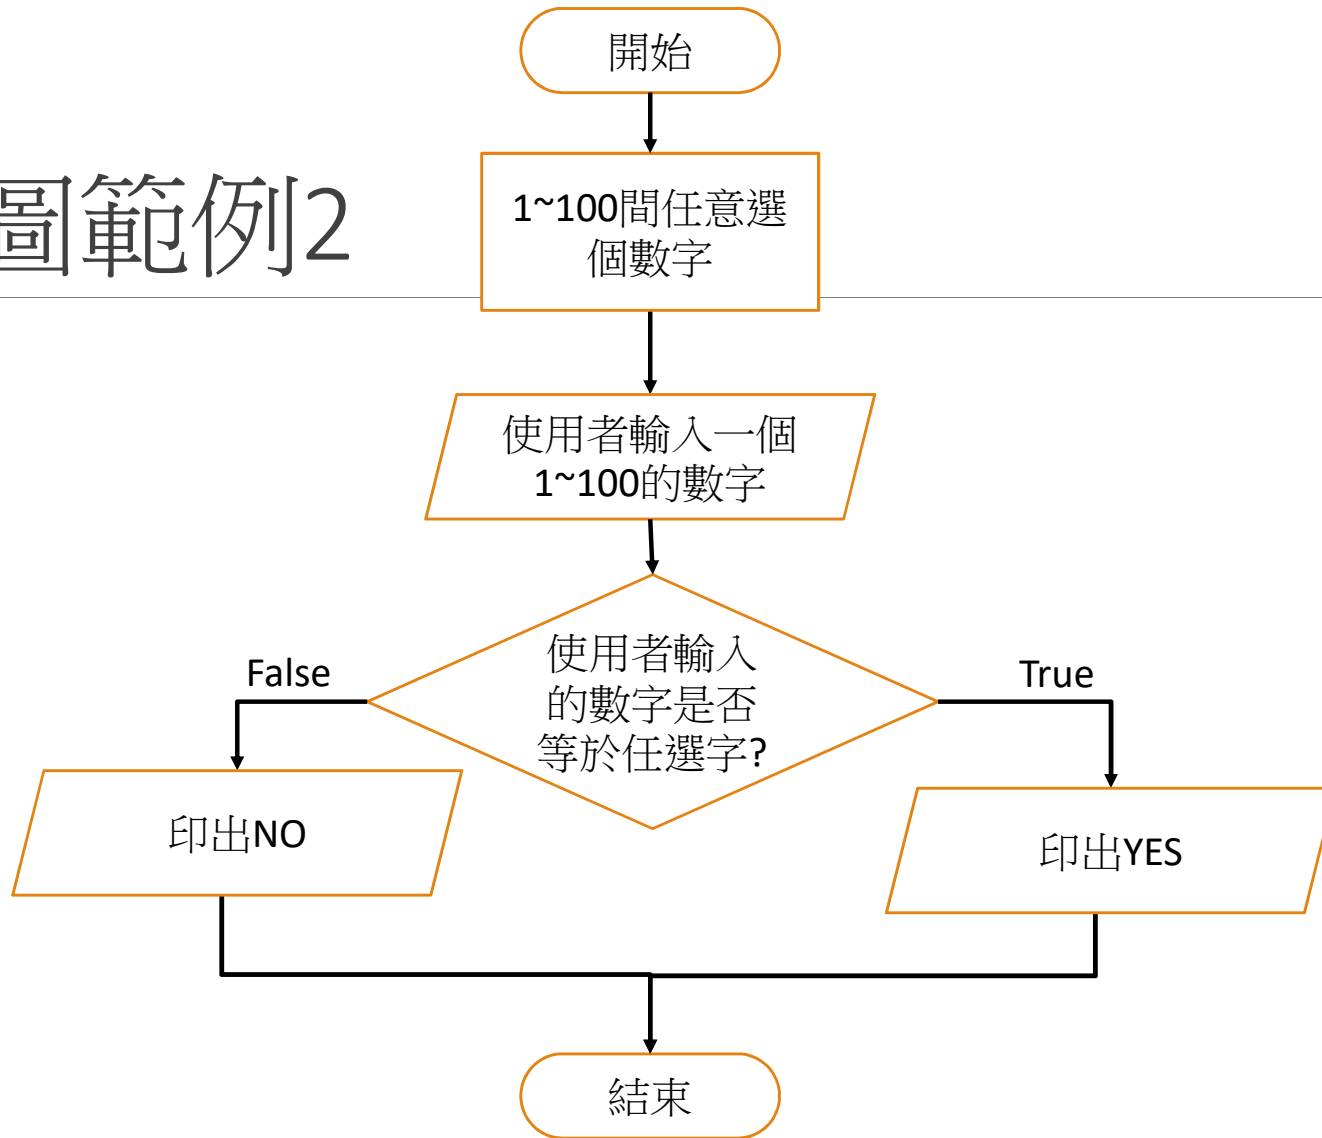 圖範例2
開始
1~100間任意選
個數字
使用者輸入一個
1~100的數字
使用者輸入
的數字是否
等於任選字?
False
True
印出NO
印出YES
結束